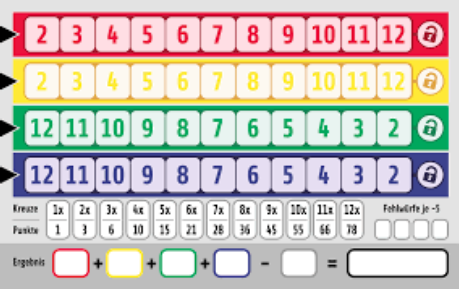 2 3 4 5 6 7 8 9 10 11 12
2 3 4 5 6 7 8 9 10 11 12
12 11 10 9 8 7 6 5 4 3 2
12 11 10 9 8 7 6 5 4 3 2
Kreuze 1x 2x 3x 4x 5x 6x 7x 8x 9x 10x 11x 12x Fehlwürfe je -5
Punkte 1 3 6 10 15 21 28 36 45 55 66 78
Ergebnis + + + - =